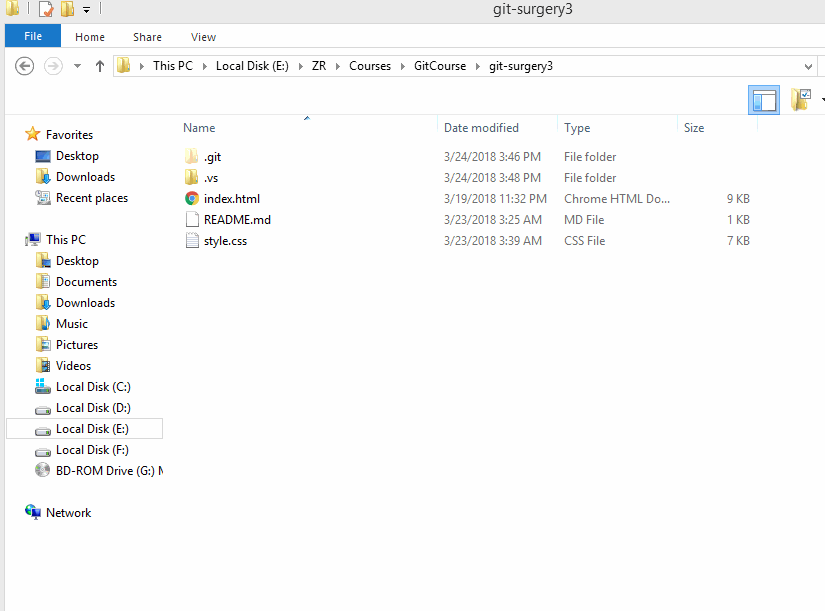 git-surgery3
File Home Share View
This PC Local Disk (E:) ZR Courses GitCourse git-surgery3
Name Date modified Type Size
Favorites
Desktop
Downloads
Recent places
This PC
Desktop
Documents
Downloads
Music
Pictures
Videos
Local Disk (C:)
Local Disk (D:)
Local Disk (E:)
Local Disk (F:)
BD-ROM Drive (G:) M
Network
.git 3/24/2018 3:46 PM File folder
.vs 3/24/2018 3:48 PM File folder
index.html 3/19/2018 11:32 PM Chrome HTML Do... 9 KB
README.md 3/23/2018 3:25 AM MD File 1 KB
style.css 3/23/2018 3:39 AM CSS File 7 KB